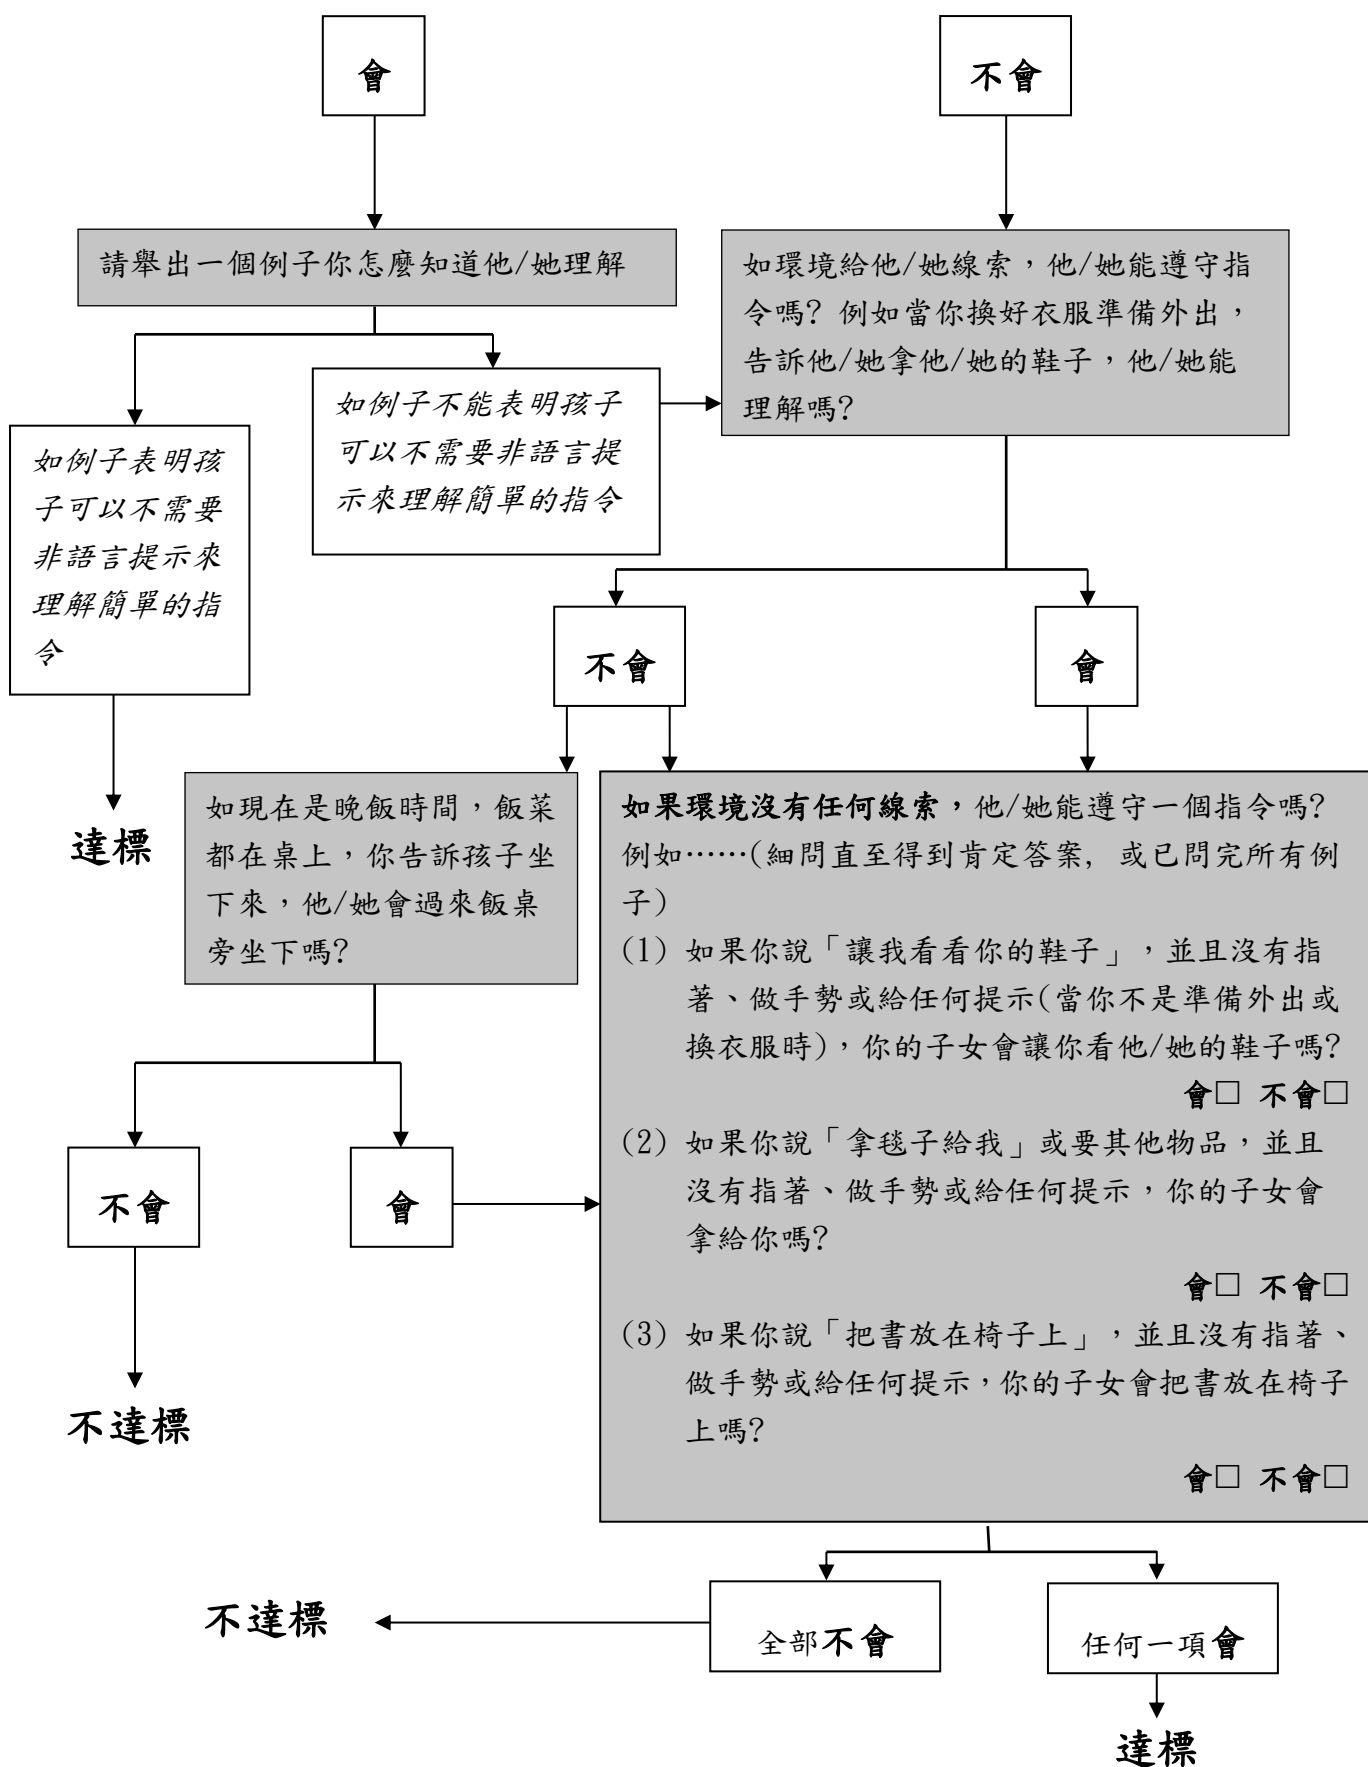 會
不會
請舉出一個例子你怎麼知道他/她理解
如環境給他/她線索，他/她能遵守指
令嗎? 例如當你換好衣服準備外出，
告訴他/她拿他/她的鞋子，他/她能
理解嗎?
如例子不能表明孩子
可以不需要非語言提
示來理解簡單的指令
如例子表明孩
子可以不需要
非語言提示來
理解簡單的指
令
不會
會
達標
如現在是晚飯時間，飯菜
都在桌上，你告訴孩子坐
下來，他/她會過來飯桌
旁坐下嗎?
如果環境沒有任何線索，他/她能遵守一個指令嗎?
例如……(細問直至得到肯定答案, 或已問完所有例
子)
(1) 如果你說「讓我看看你的鞋子」，並且沒有指
著、做手勢或給任何提示(當你不是準備外出或
換衣服時)，你的子女會讓你看他/她的鞋子嗎?
會□ 不會□
(2) 如果你說「拿毯子給我」或要其他物品，並且
沒有指著、做手勢或給任何提示，你的子女會
拿給你嗎?
會□ 不會□
(3) 如果你說「把書放在椅子上」，並且沒有指著、
做手勢或給任何提示，你的子女會把書放在椅子
上嗎?
會□ 不會□
不會
會
不達標
不達標
全部不會
任何一項會
達標